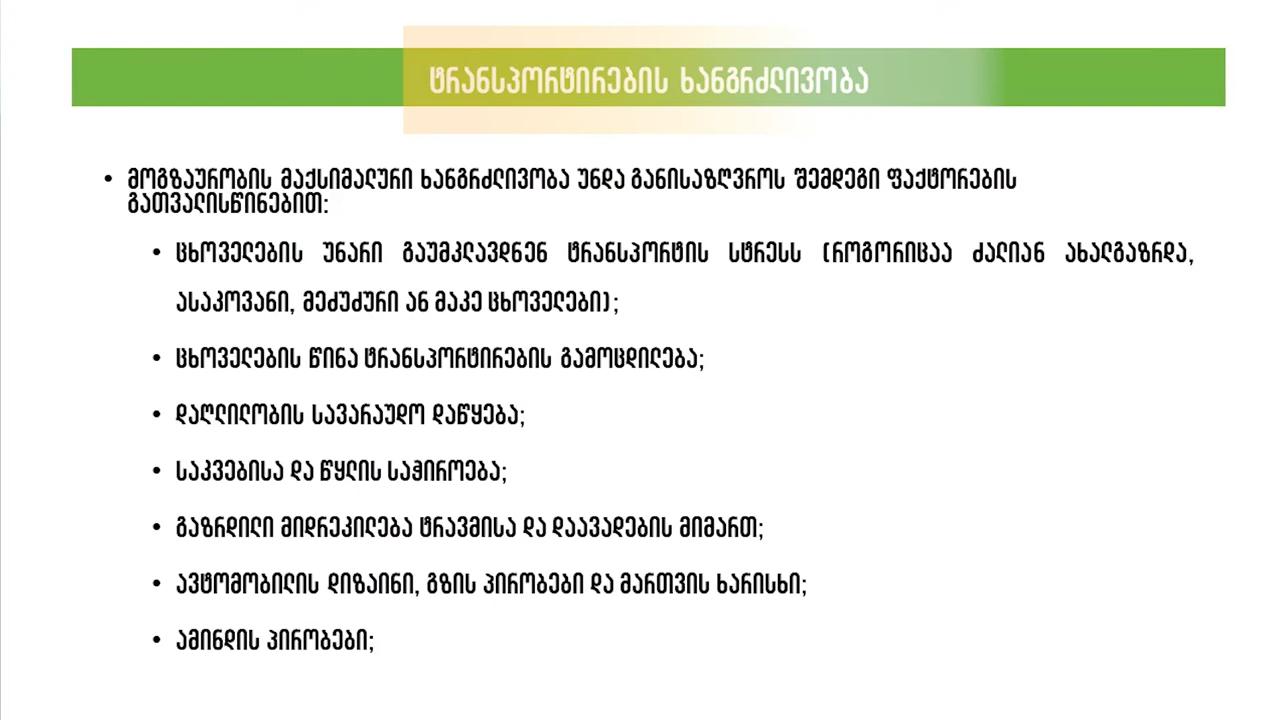 ტრანსპორტირების ხანგრძლივობა
• მოგზაურობის მაქსიმალური ხანგრძლივობა უნდა განისაზღვროს შემდეგი ფაქტორების
გათვალისწინებით:
• ცხოველების უნარი გაუმკლავდნენ ტრანსპორტის სტრესს (როგორიცაა ძალიან ახალგაზრდა,
ასაკოვანი, მეძუძური ან მაკე ცხოველები);
• ცხოველების წინა ტრანსპორტირების გამოცდილება;
• დაღლილობის სავარაუდო დაწყება;
• საკვებისა და წყლის საჭიროება;
• გაზრდილი მიდრეკილება ტრავმისა და დაავადების მიმართ;
• ავტომობილის დიზაინი, გზის პირობები და მართვის ხარისხი;
• ამინდის პირობები;